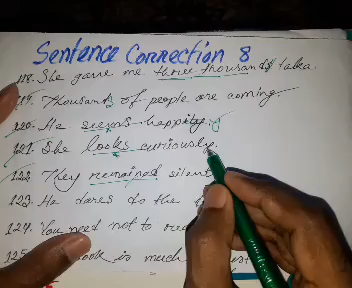 Sentence Correction 8
118. She gave me three thousands taka.
119. Thousands of people are coming
120. He seems happily y
121. She looks curiously.
122. They remained silent
123. He dares to do the
124. You need not to
125. is much